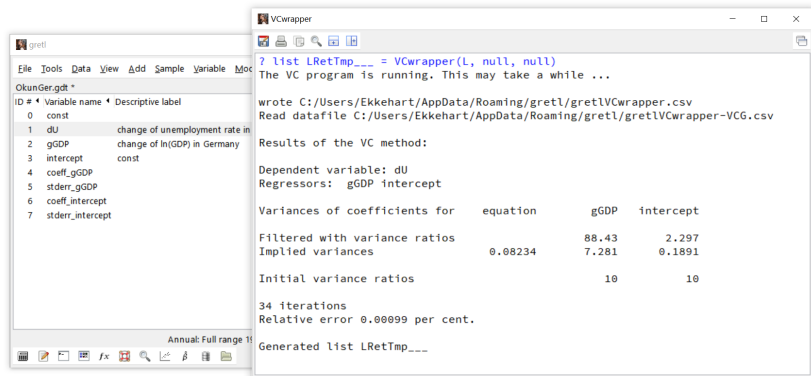 gretl
File Tools Data View Add Sample Variable
OkunGer.gdt *
ID # Variable name Descriptive label
0 const
1 dU change of unemployment rate in
2 gGDP change of ln(GDP) in Germany
3 intercept const
4 coeff_gGDP
5 stderr_gGDP
6 coeff_intercept
7 stderr_intercept
Annual: Full range
fx
β
VCwrapper
? list LRetTmp___ = VCwrapper(L, null, null)
The VC program is running. This may take a while ...
wrote C:/Users/Ekkehart/AppData/Roaming/gretl/gretlVCwrapper.csv
Read datafile C:/Users/Ekkehart/AppData/Roaming/gretl/gretlVCwrapper-VCG.csv
Results of the VC method:
Dependent variable: dU
Regressors: gGDP intercept
Variances of coefficients for equation gGDP intercept
Filtered with variance ratios 88.43 2.297
Implied variances 0.08234 7.281 0.1891
Initial variance ratios 10 10
34 iterations
Relative error 0.00099 per cent.
Generated list LRetTmp___